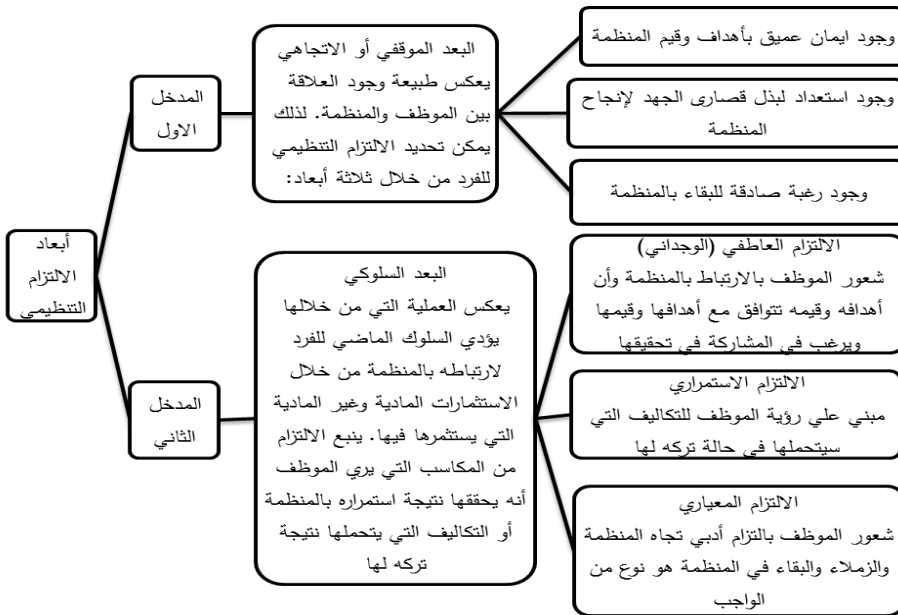 أبعاد
الالتزام
التنظيمي
المدخل
الاول
البعد الموقفي أو الاتجاهي
يعكس طبيعة وجود العلاقة
بين الموظف والمنظمة. لذلك
يمكن تحديد الالتزام التنظيمي
للفرد من خلال ثلاثة أبعاد:
وجود ايمان عميق بأهداف وقيم المنظمة
وجود استعداد لبذل قصارى الجهد لإنجاح
المنظمة
وجود رغبة صادقة للبقاء بالمنظمة
المدخل
الثاني
البعد السلوكي
يعكس العملية التي من خلالها
يؤدي السلوك الماضي للفرد
لارتباطه بالمنظمة من خلال
الاستثمارات المادية وغير المادية
التي يستثمرها فيها. ينبع الالتزام
من المكاسب التي يري الموظف
أنه يحققها نتيجة استمراره بالمنظمة
أو التكاليف التي يتحملها نتيجة
تركه لها
الالتزام العاطفي (الوجداني)
شعور الموظف بالارتباط بالمنظمة وأن
أهدافه وقيمه تتوافق مع أهدافها وقيمها
ويرغب في المشاركة في تحقيقها
الالتزام الاستمراري
مبني علي رؤية الموظف للتكاليف التي
سيتحملها في حالة تركه لها
الالتزام المعياري
شعور الموظف بالتزام أدبي تجاه المنظمة
والزملاء والبقاء في المنظمة هو نوع من
الواجب